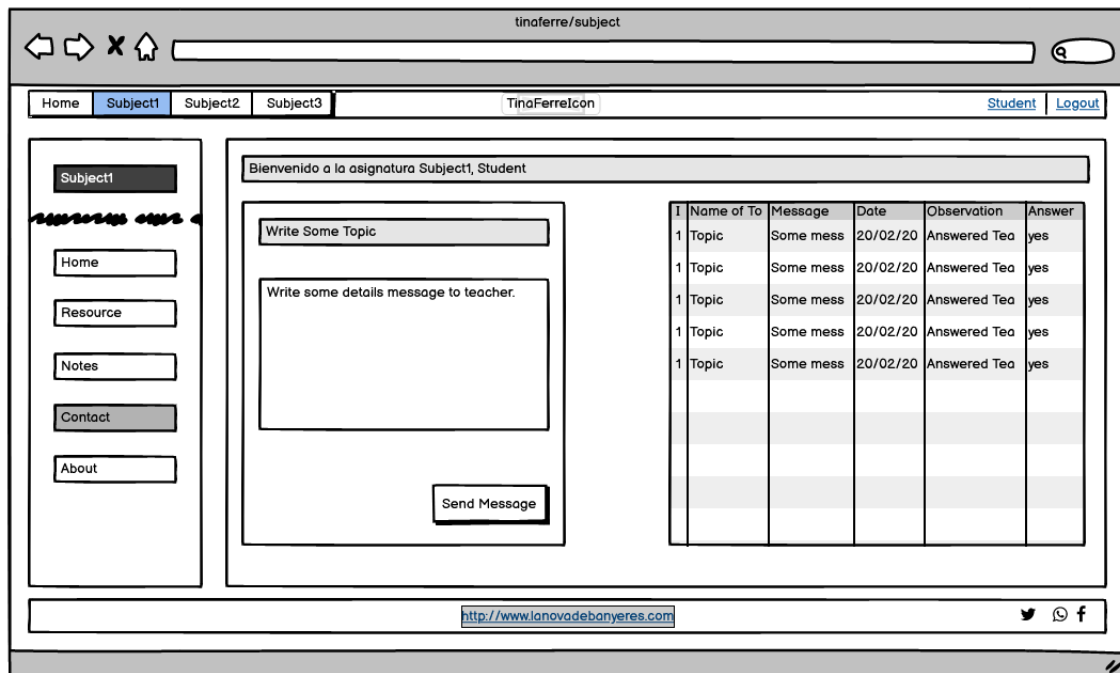 tinaferre/subject
Home Subject1 Subject2 Subject3 TinaFerreIcon Student Logout
Subject1
Home
Resource
Notes
Contact
About
Bienvenido a la asignatura Subject1, Student
Write Some Topic
Write some details message to teacher.
Send Message
I Name of To Message Date Observation Answer
1 Topic Some mess 20/02/20 Answered Tea yes
1 Topic Some mess 20/02/20 Answered Tea yes
1 Topic Some mess 20/02/20 Answered Tea yes
1 Topic Some mess 20/02/20 Answered Tea yes
1 Topic Some mess 20/02/20 Answered Tea yes
http://www.lanovadebanyeres.com